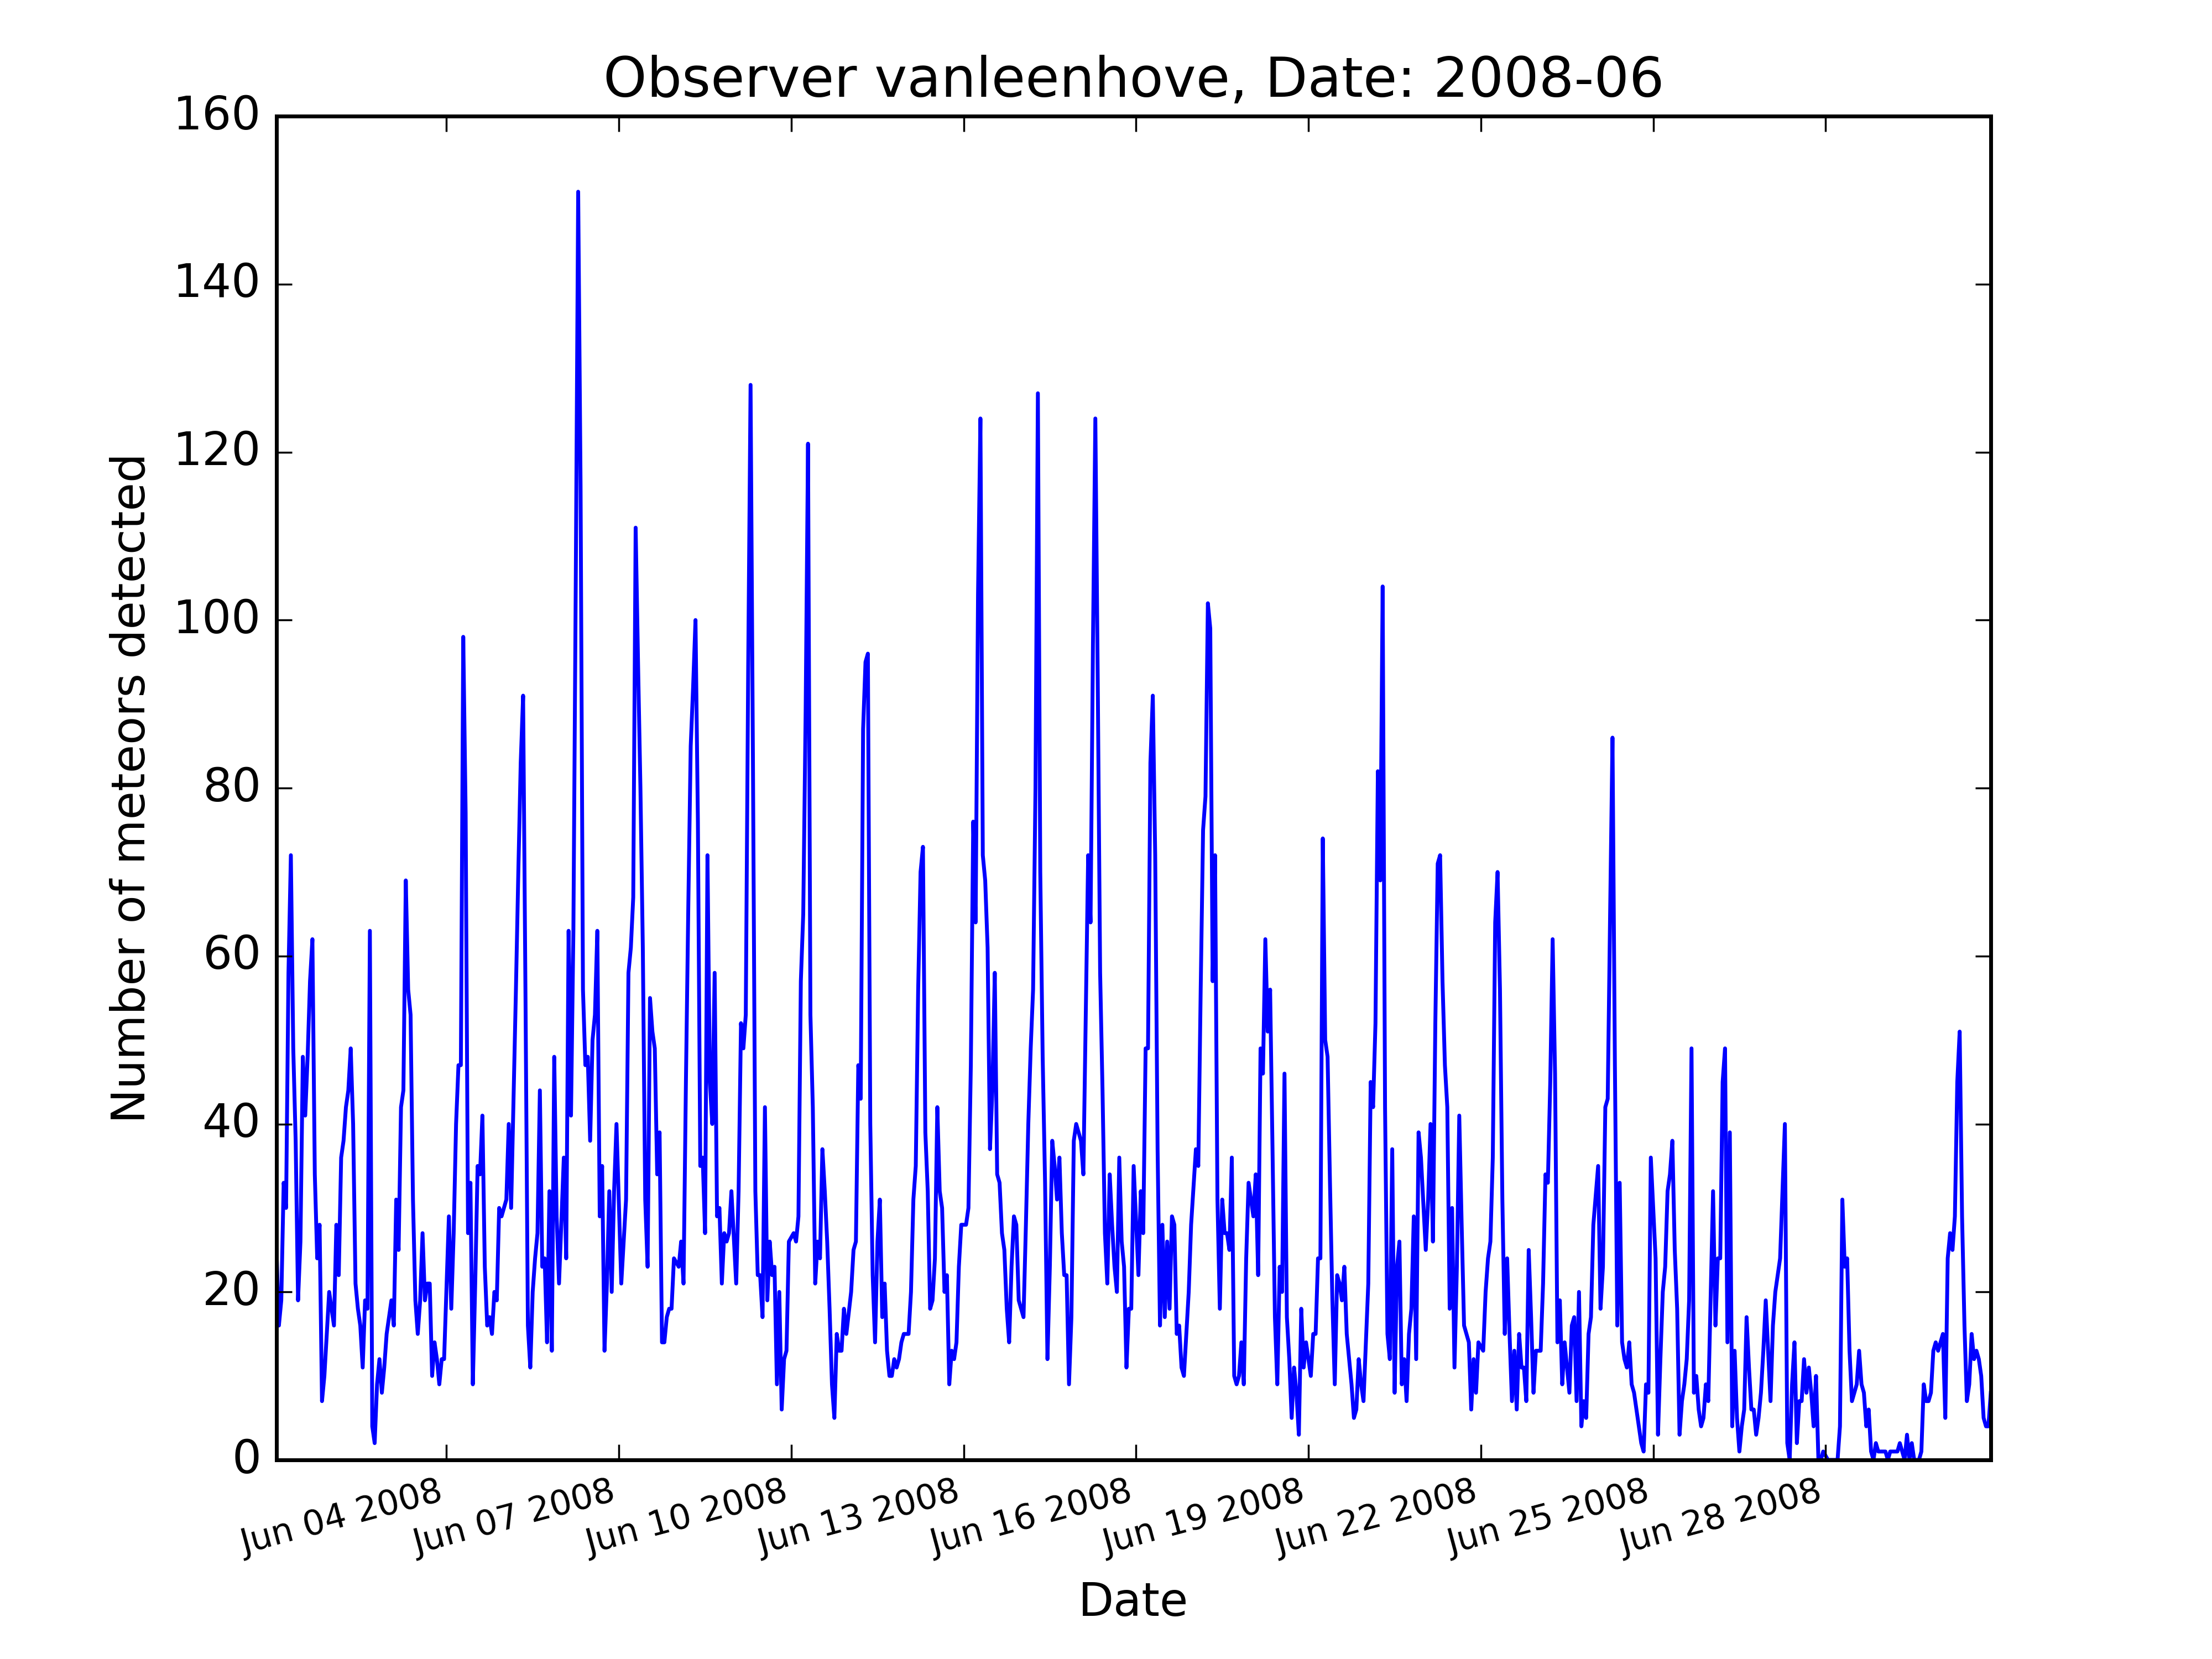 Observer vanleenhove, Date: 2008-06
160
140
120
100
80
60
40
20
0
Number of meteors detected
Jun 04 2008
Jun 07 2008
Jun 10 2008
Jun 13 2008
Jun 16 2008
Jun 19 2008
Jun 22 2008
Jun 25 2008
Jun 28 2008
Date